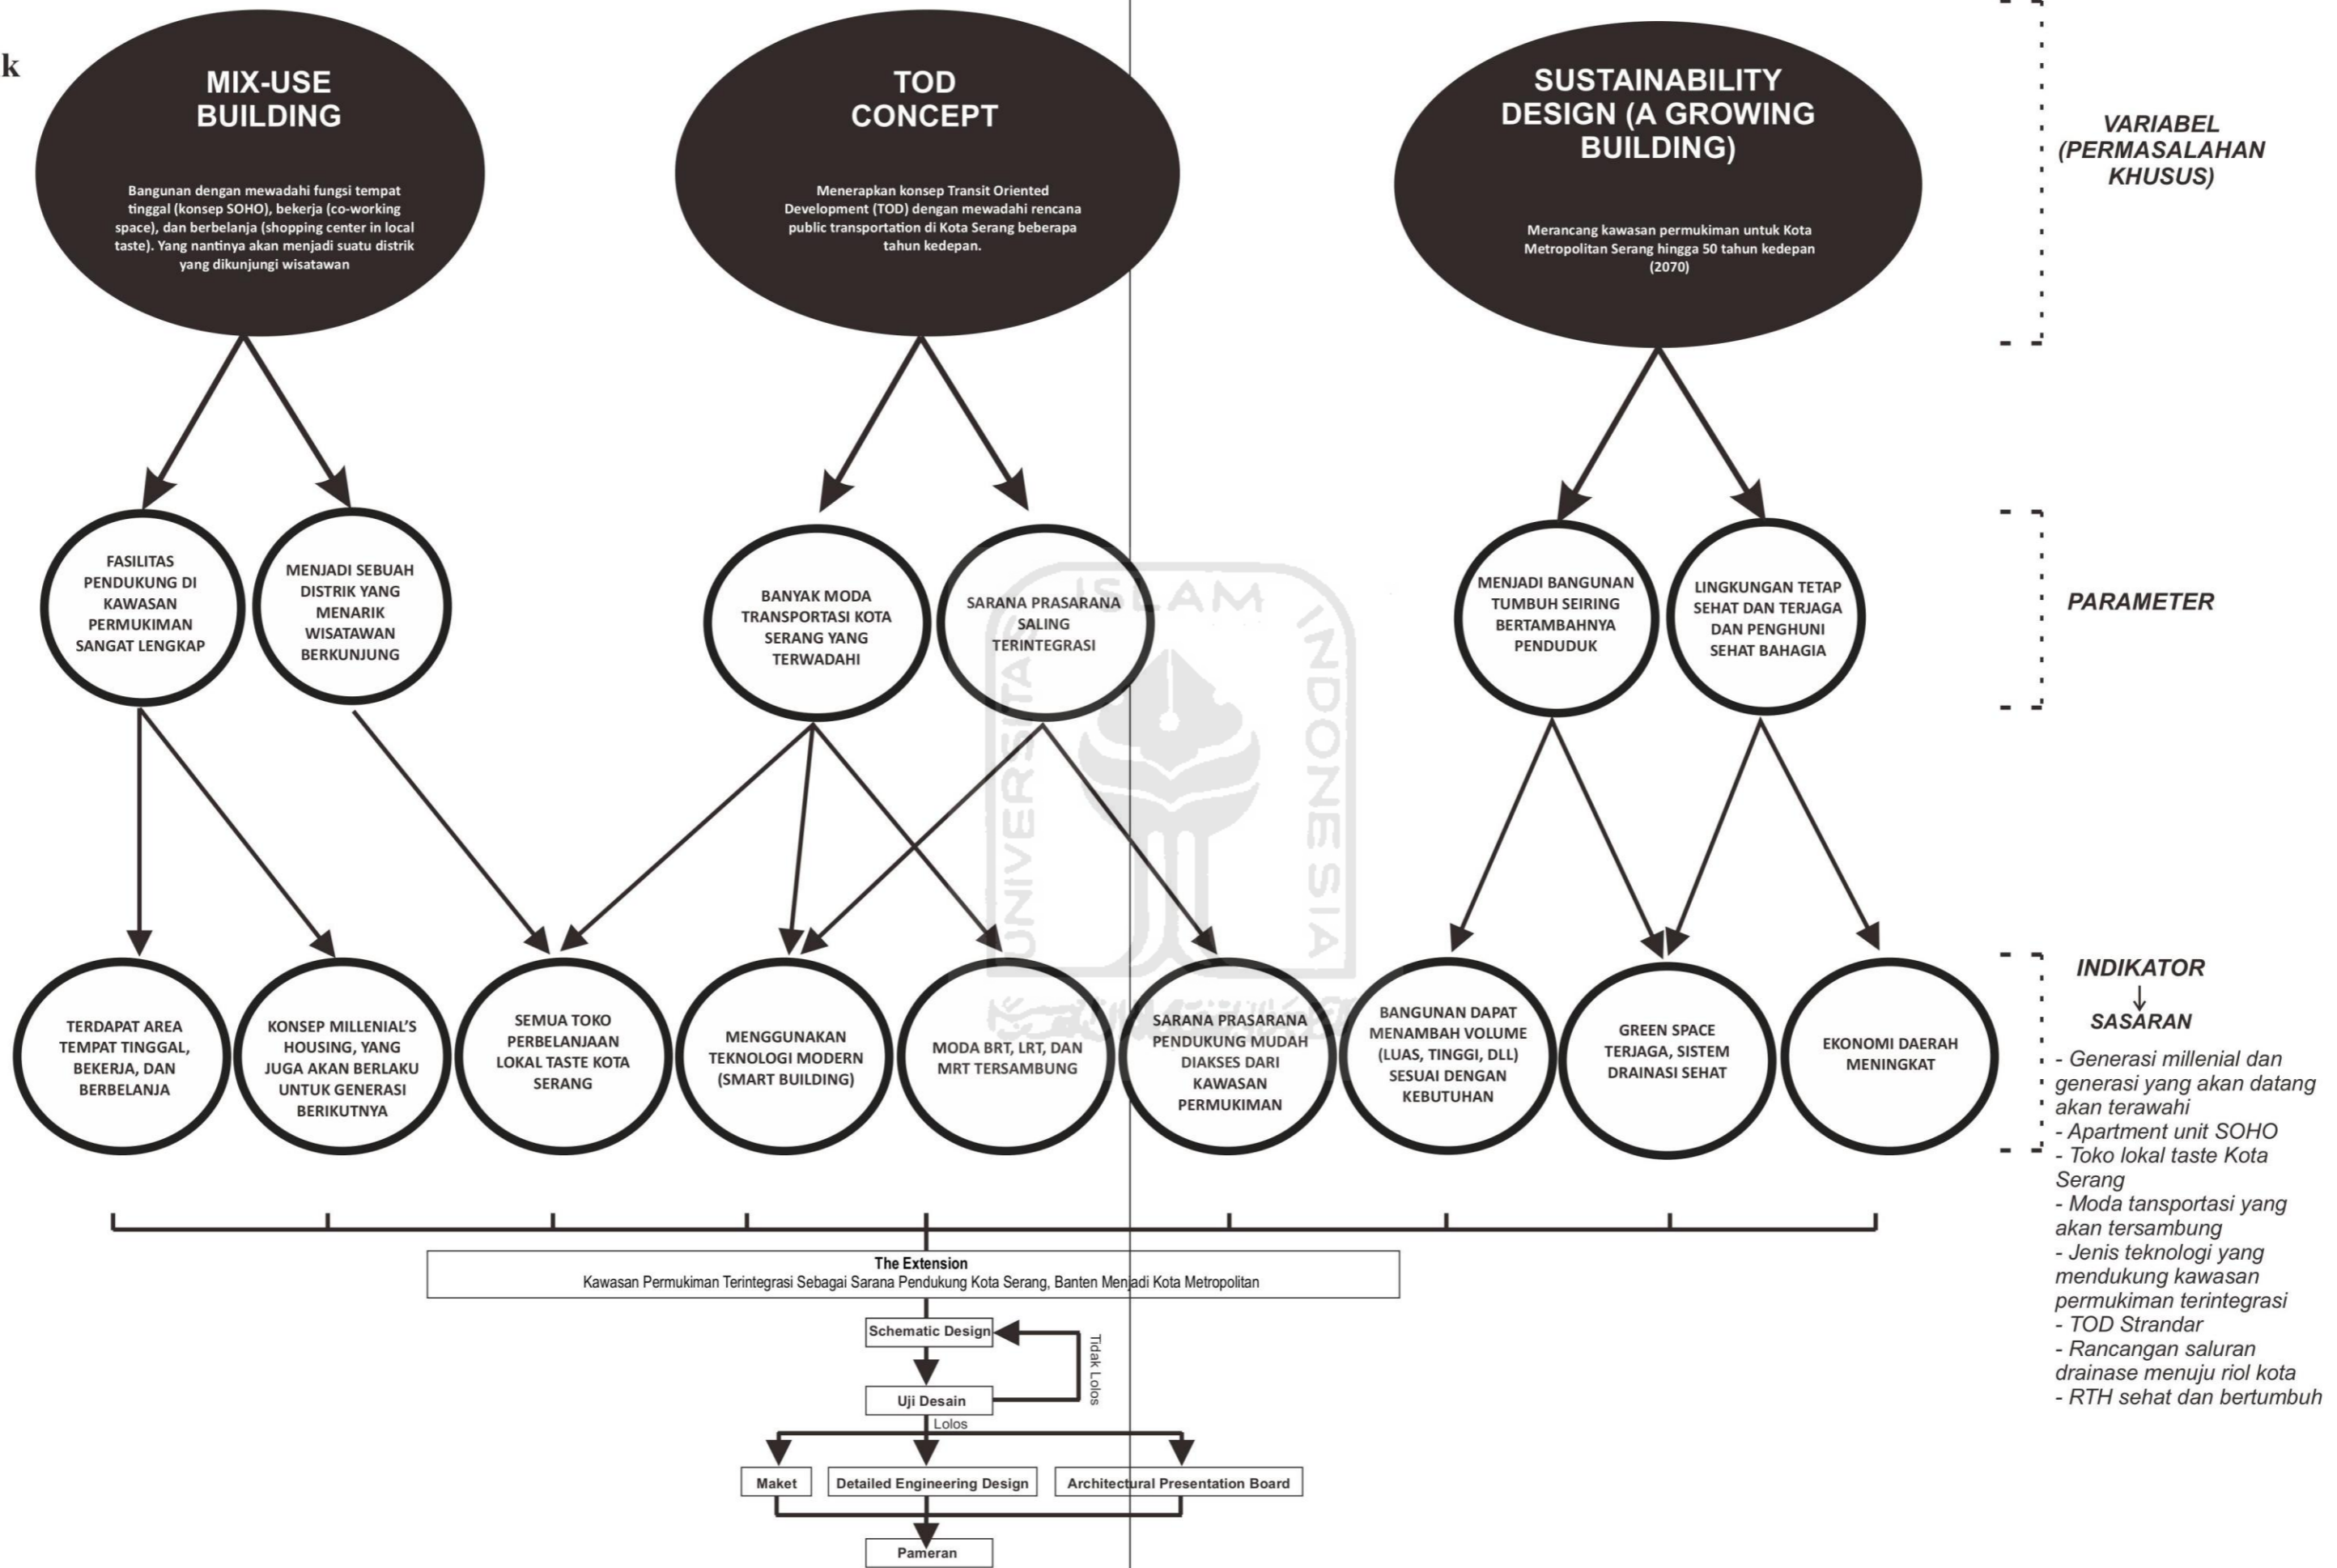 k
MIX-USE
BUILDING
Bangunan dengan mewadahi fungsi tempat
tinggal (konsep SOHO), bekerja (co-working
space), dan berbelanja (shopping center in local
taste). Yang nantinya akan menjadi suatu distrik
yang dikunjungi wisatawan
TOD
CONCEPT
Menerapkan konsep Transit Oriented
Development (TOD) dengan mewadahi rencana
public transportation di Kota Serang beberapa
tahun kedepan.
SUSTAINABILITY
DESIGN (A GROWING
BUILDING)
Merancang kawasan permukiman untuk Kota
Metropolitan Serang hingga 50 tahun kedepan
(2070)
VARIABEL
(PERMASALAHAN
KHUSUS)
FASILITAS
PENDUKUNG DI
KAWASAN
PERMUKIMAN
SANGAT LENGKAP
MENJADI SEBUAH
DISTRIK YANG
MENARIK
WISATAWAN
BERKUNJUNG
BANYAK MODA
TRANSPORTASI KOTA
SERANG YANG
TERWADAHI
SARANA PRASARANA
SALING
TERINTEGRASI
MENJADI BANGUNAN
TUMBUH SEIRING
BERTAMBAHNYA
PENDUDUK
LINGKUNGAN TETAP
SEHAT DAN TERJAGA
DAN PENGHUNI
SEHAT BAHAGIA
PARAMETER
UNIVERSITAS
ISLAM
INDONESIA
TERDAPAT AREA
TEMPAT TINGGAL,
BEKERJA, DAN
BERBELANJA
KONSEP MILLENIAL'S
HOUSING, YANG
JUGA AKAN BERLAKU
UNTUK GENERASI
BERIKUTNYA
SEMUA TOKO
PERBELANJAAN
LOKAL TASTE KOTA
SERANG
MENGGUNAKAN
TEKNOLOGI MODERN
(SMART BUILDING)
MODA BRT, LRT, DAN
MRT TERSAMBUNG
SARANA PRASARANA
PENDUKUNG MUDAH
DIAKSES DARI
KAWASAN
PERMUKIMAN
BANGUNAN DAPAT
MENAMBAH VOLUME
(LUAS, TINGGI, DLL)
SESUAI DENGAN
KEBUTUHAN
GREEN SPACE
TERJAGA, SISTEM
DRAINASI SEHAT
EKONOMI DAERAH
MENINGKAT
INDIKATOR
↓
SASARAN
- Generasi millenial dan
generasi yang akan datang
akan terawahi
- Apartment unit SOHO
- Toko lokal taste Kota
Serang
- Moda tansportasi yang
akan tersambung
- Jenis teknologi yang
mendukung kawasan
permukiman terintegrasi
- TOD Strandar
- Rancangan saluran
drainase menuju riol kota
- RTH sehat dan bertumbuh
The Extension
Kawasan Permukiman Terintegrasi Sebagai Sarana Pendukung Kota Serang, Banten Menjadi Kota Metropolitan
Schematic Design
Tidak Lolos
Uji Desain
Lolos
Maket
Detailed Engineering Design
Architectural Presentation Board
Pameran